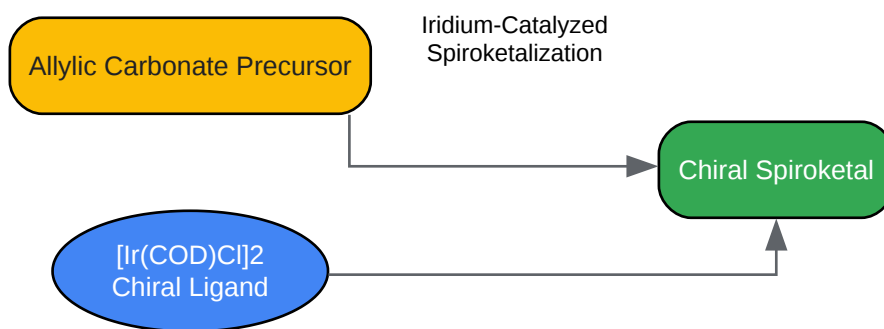 Iridium-Catalyzed
Spiroketalization
Allylic Carbonate Precursor
Chiral Spiroketal
[Ir(COD)Cl]2
Chiral Ligand